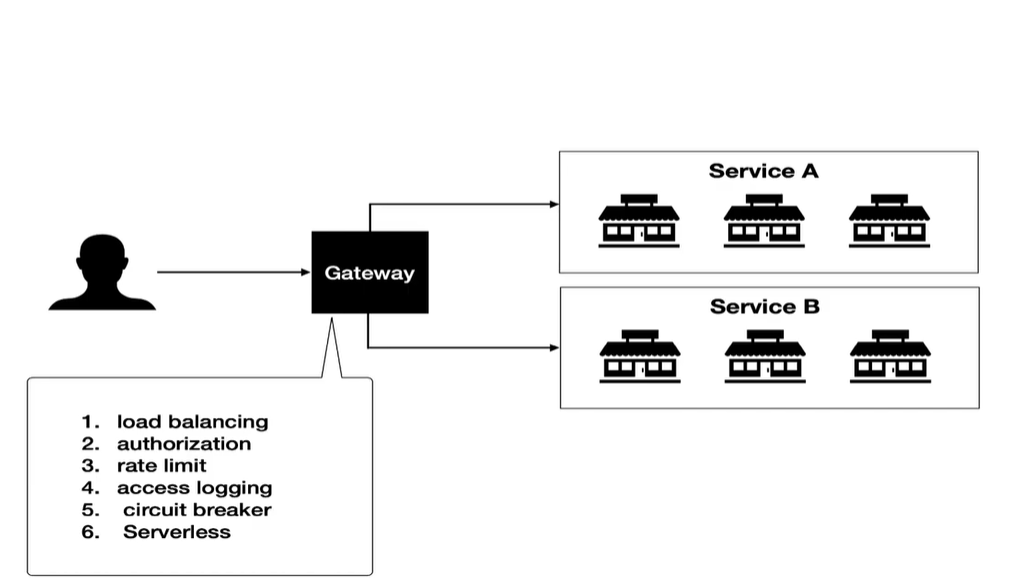 Service A
Gateway
Service B
1. load balancing
2. authorization
3. rate limit
4. access logging
5. circuit breaker
6. Serverless